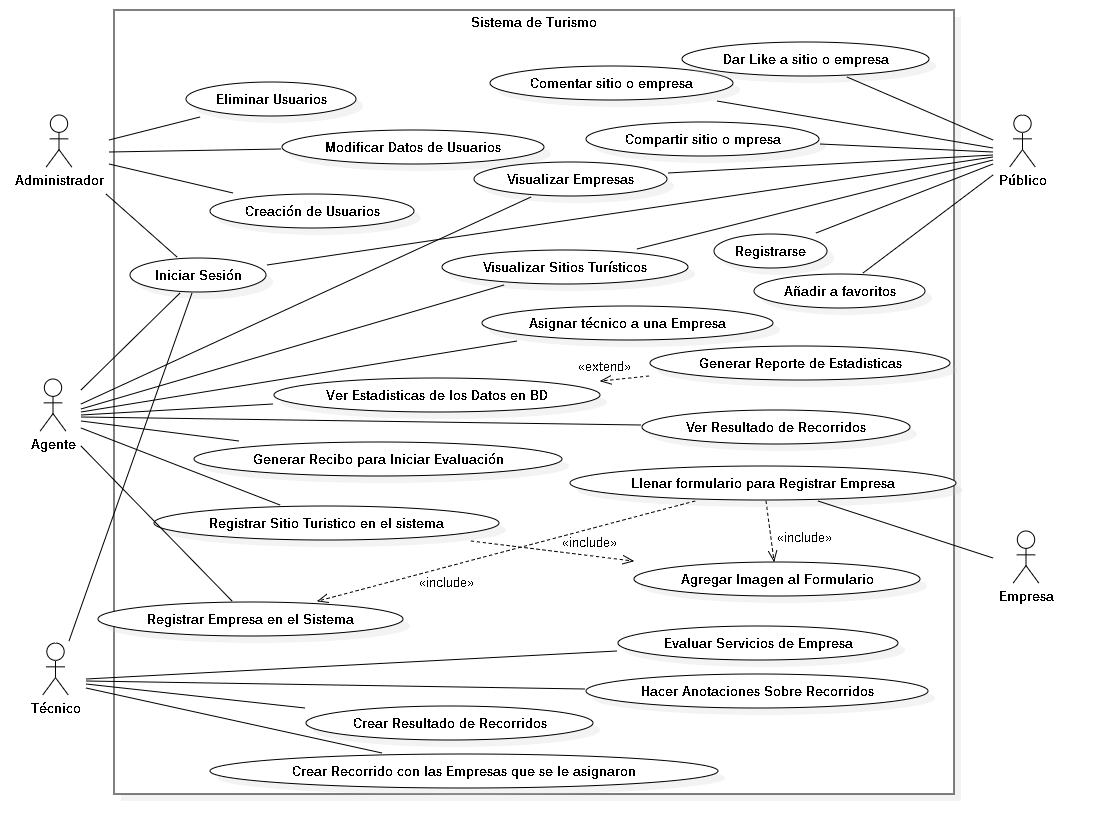 Sistema de Turismo
Dar Like a sitio o empresa
Comentar sitio o empresa
Eliminar Usuarios
Compartir sitio o mpresa
Modificar Datos de Usuarios
Administrador
Público
Visualizar Empresas
Creación de Usuarios
Registrarse
Iniciar Sesión
Visualizar Sitios Turísticos
Añadir a favoritos
Asignar técnico a una Empresa
«extend»
Generar Reporte de Estadisticas
Ver Estadisticas de los Datos en BD
Ver Resultado de Recorridos
Agente
Generar Recibo para Iniciar Evaluación
Llenar formulario para Registrar Empresa
Registrar Sitio Turistico en el sistema
«include»
«include»
«include»
Agregar Imagen al Formulario
Empresa
Registrar Empresa en el Sistema
Evaluar Servicios de Empresa
Hacer Anotaciones Sobre Recorridos
Técnico
Crear Resultado de Recorridos
Crear Recorrido con las Empresas que se le asignaron